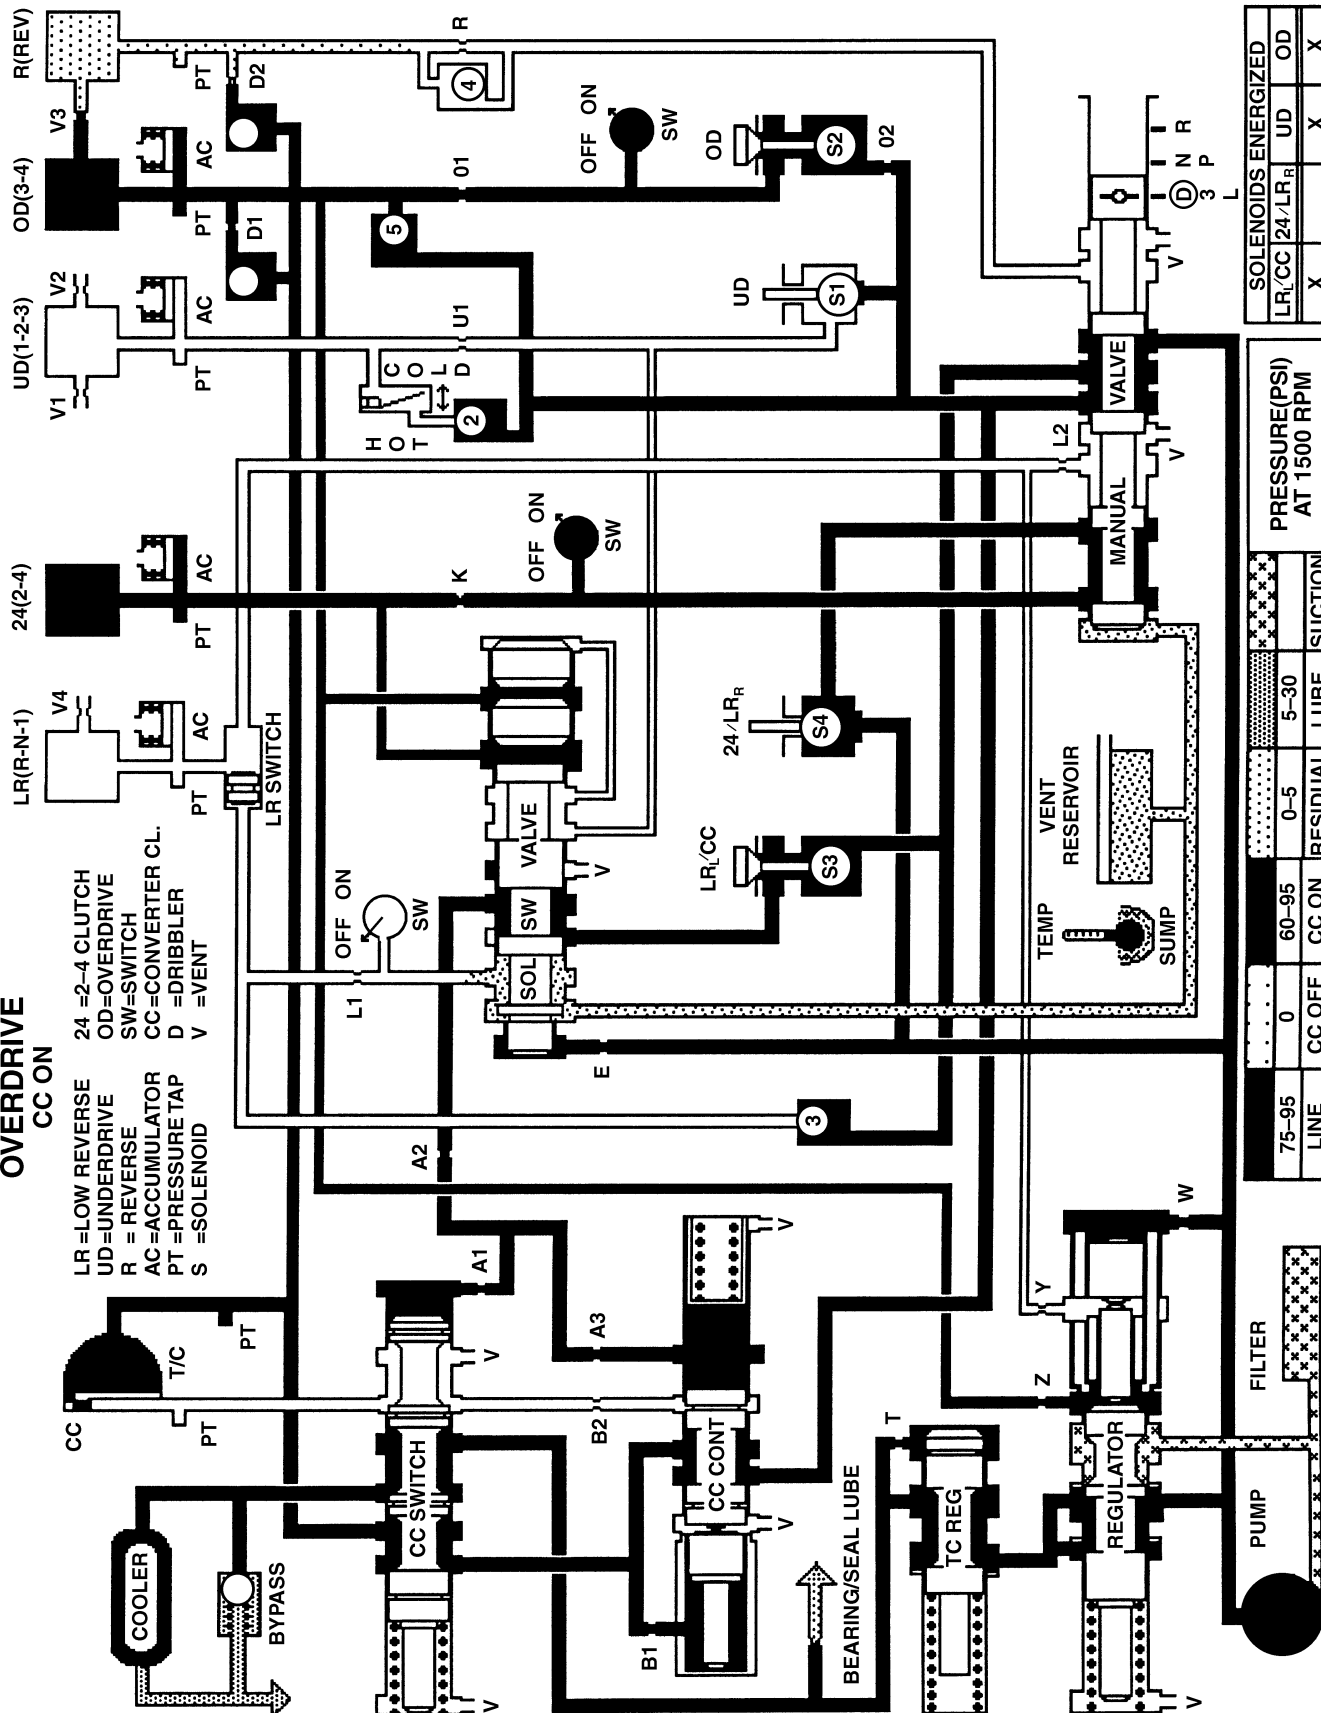 OVERDRIVE
CC ON
LR =LOW REVERSE
UD=UNDERDRIVE
R = REVERSE
AC =ACCUMULATOR
PT =PRESSURE TAP
S =SOLENOID
24 =2–4 CLUTCH
OD=OVERDRIVE
SW=SWITCH
CC=CONVERTER CL.
D =DRIBBLER
V =VENT
LR(R-N-1)
24(2-4)
UD(1-2-3)
OD(3-4)
R(REV)
V4
V1
V2
V3
PT
AC
PT
AC
PT
AC
PT
AC
PT
D1
D2
LR SWITCH
HOT
COLD
2
5
4
R
U1
01
K
OFF ON
SW
OFF ON
SW
OFF ON
SW
L1
A2
E
3
SOL
SW
VALVE
V
LRL/CC
S3
24/LRR
S4
UD
S1
OD
S2
02
L2
CC
T/C
PT
PT
COOLER
BYPASS
CC SWITCH
V
V
A1
A3
B2
B1
CC CONT
V
V
BEARING/SEAL LUBE
T
TC REG
Z
Y
W
REGULATOR
V
PUMP
FILTER
TEMP
SUMP
VENT
RESERVOIR
MANUAL
VALVE
V
V
R
N P
D 3 L
75–95
LINE
0
CC OFF
60–95
CC ON
0–5
RESIDUAL
5–30
LUBE
SUCTION
PRESSURE(PSI)
AT 1500 RPM
SOLENOIDS ENERGIZED
LRL/CC 24/LRR UD OD
X X X